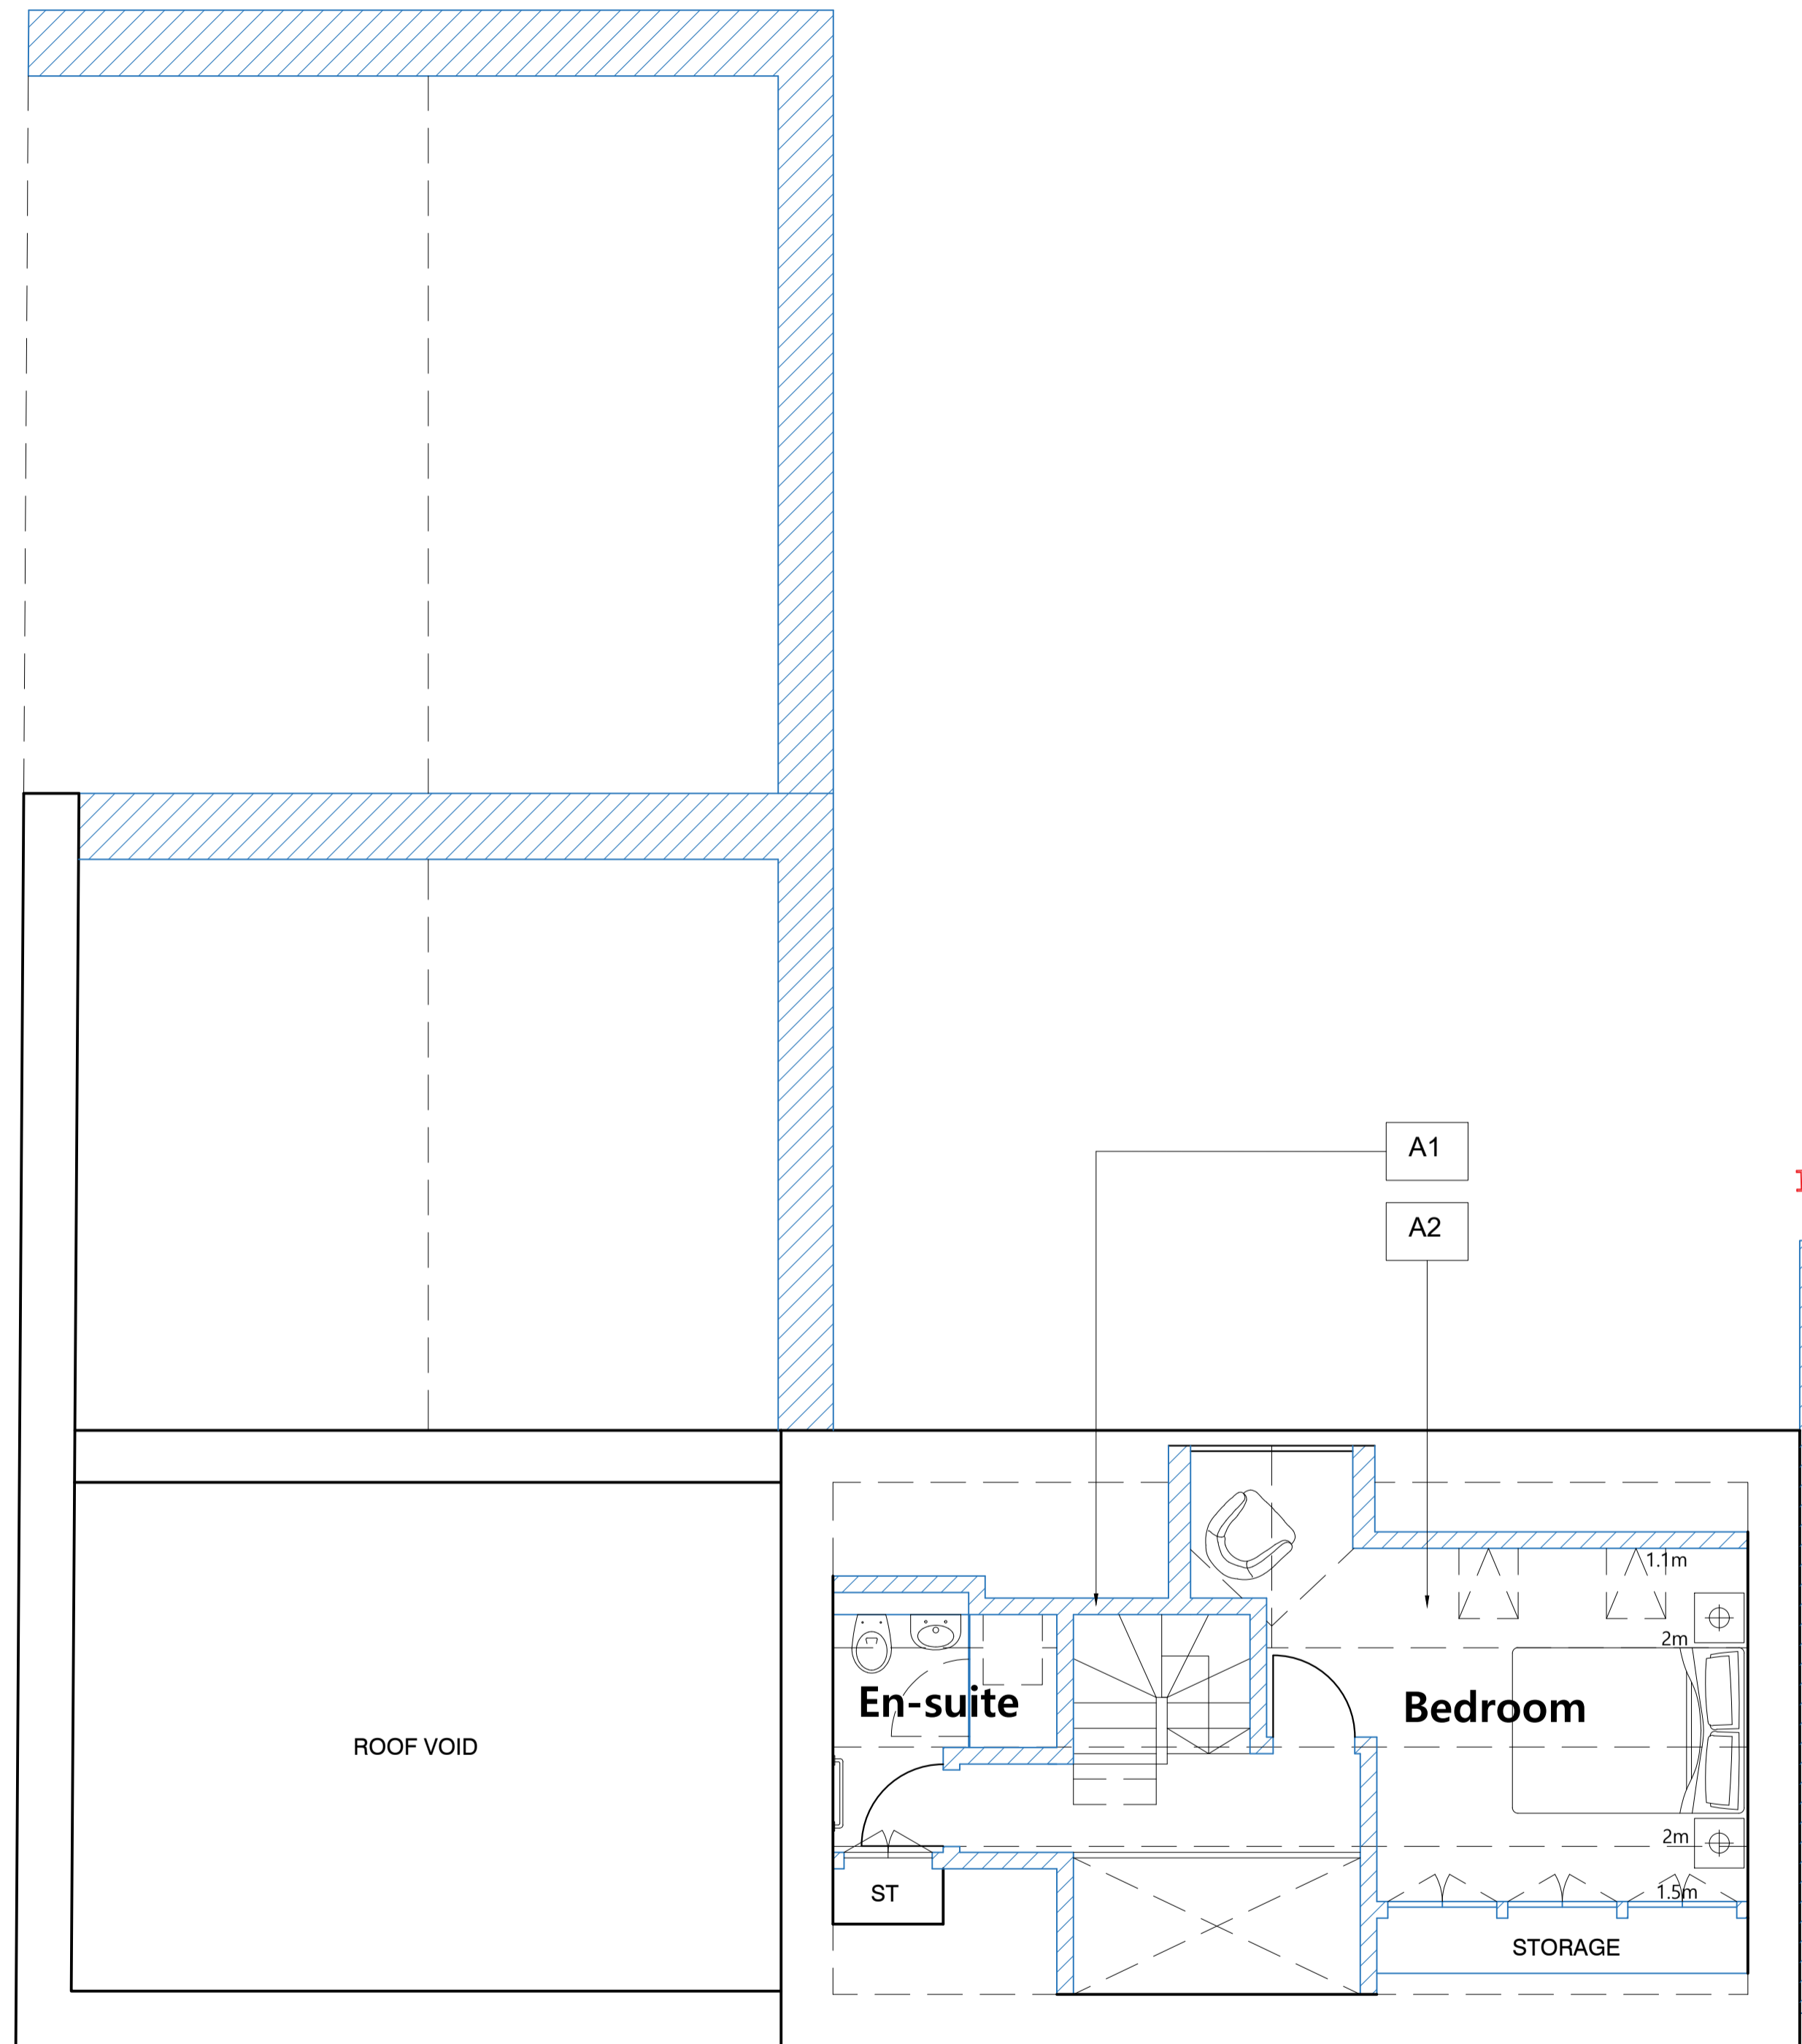 A1
A2
1.1m
2m
En-suite
Bedroom
ROOF VOID
2m
1.5m
ST
STORAGE